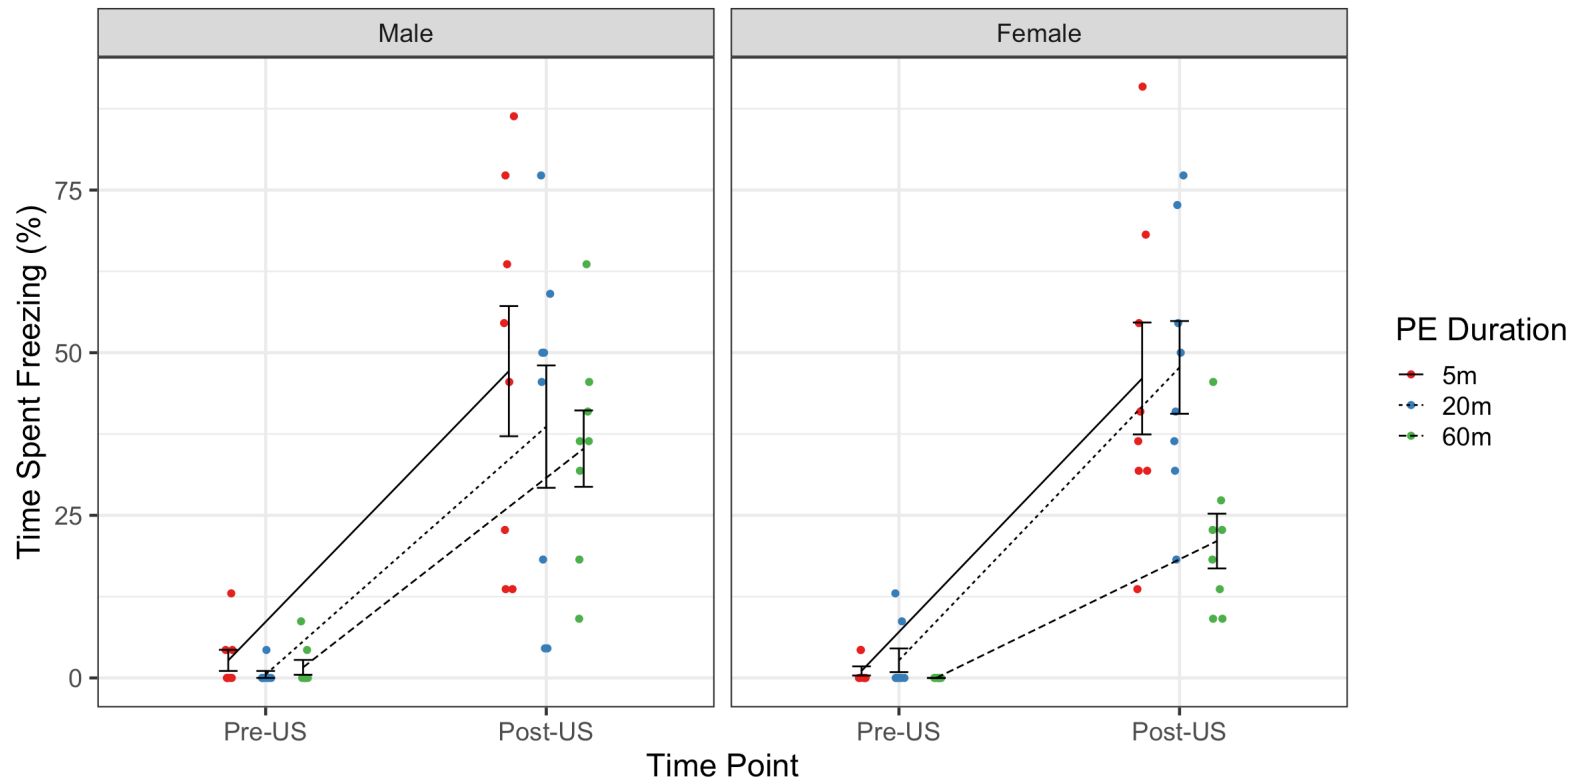 Male
Female
Time Spent Freezing (%)
75
50
25
0
Pre-US
Post-US
Pre-US
Post-US
Time Point
PE Duration
5m
20m
60m